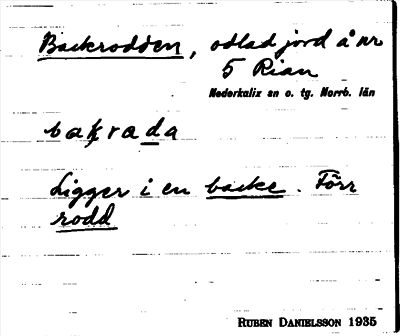 Backrodden, odlad jord å nr
5 Rian
Nederkalix sn o. tg. Norrb. län
bakrada
Ligger i en backe. Förr
rodd
RUBEN DANIELSSON 1935